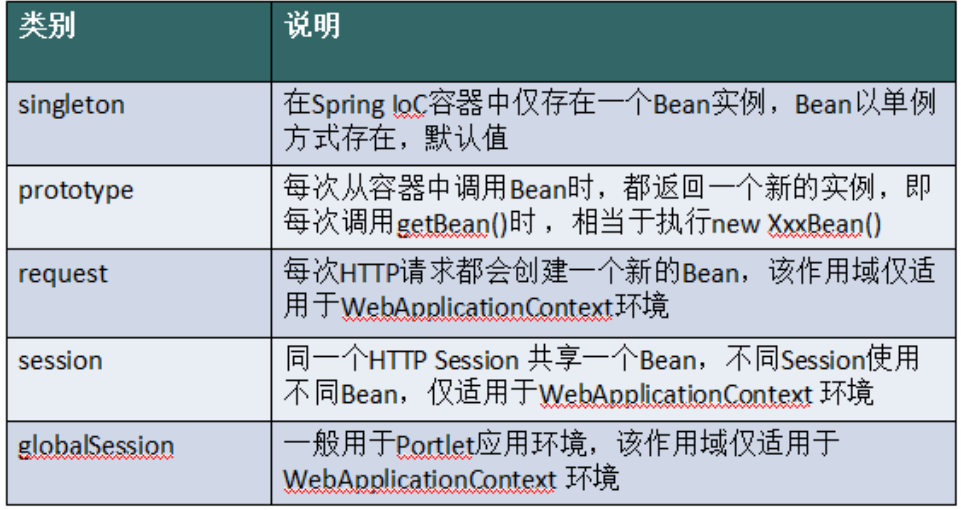 类别
说明
singleton
在Spring IoC容器中仅存在一个Bean实例，Bean以单例
方式存在，默认值
prototype
每次从容器中调用Bean时，都返回一个新的实例，即
每次调用getBean()时 ，相当于执行new XxxBean()
request
每次HTTP请求都会创建一个新的Bean，该作用域仅适
用于WebApplicationContext环境
session
同一个HTTP Session 共享一个Bean，不同Session使用
不同Bean，仅适用于WebApplicationContext 环境
globalSession
一般用于Portlet应用环境，该作用域仅适用于
WebApplicationContext 环境